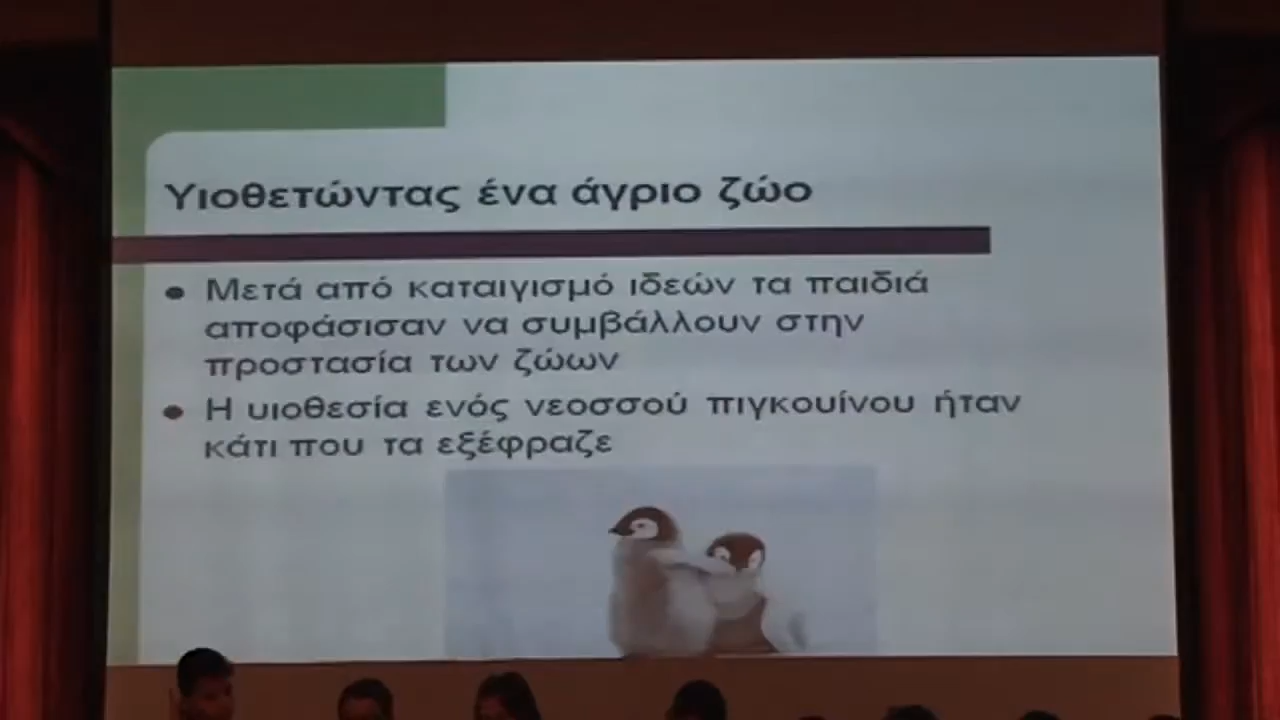 Υιοθετώντας ένα άγριο ζώο
Μετά από καταιγισμό ιδεών τα παιδιά
αποφάσισαν να συμβάλλουν στην
προστασία των ζώων
Η υιοθεσία ενός νεοσσού πιγκουίνου ήταν
κάτι που τα εξέφραζε